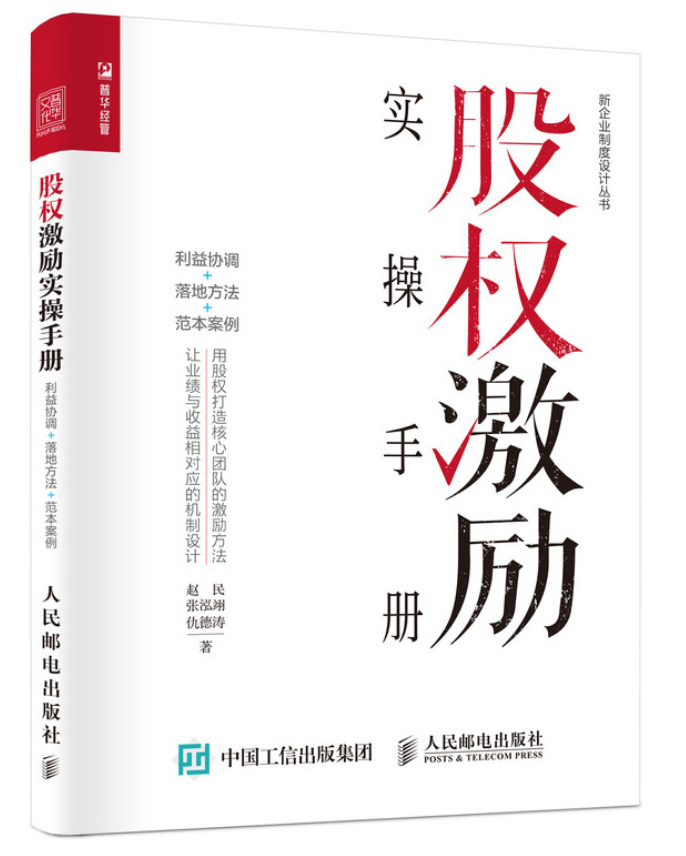 新企业制度设计丛书
股权激励
实操手册
利益协调
+
落地方法
+
范本案例
用股权打造核心团队的激励方法
让业绩与收益相对应的机制设计
赵 民
张泓翊
仇德涛
著
中国工信出版集团
人民邮电出版社
POSTS & TELECOM PRESS
普华经管
普华文化
PUHUA BOOKS
股权激励实操手册
利益协调+落地方法+范本案例
人民邮电出版社